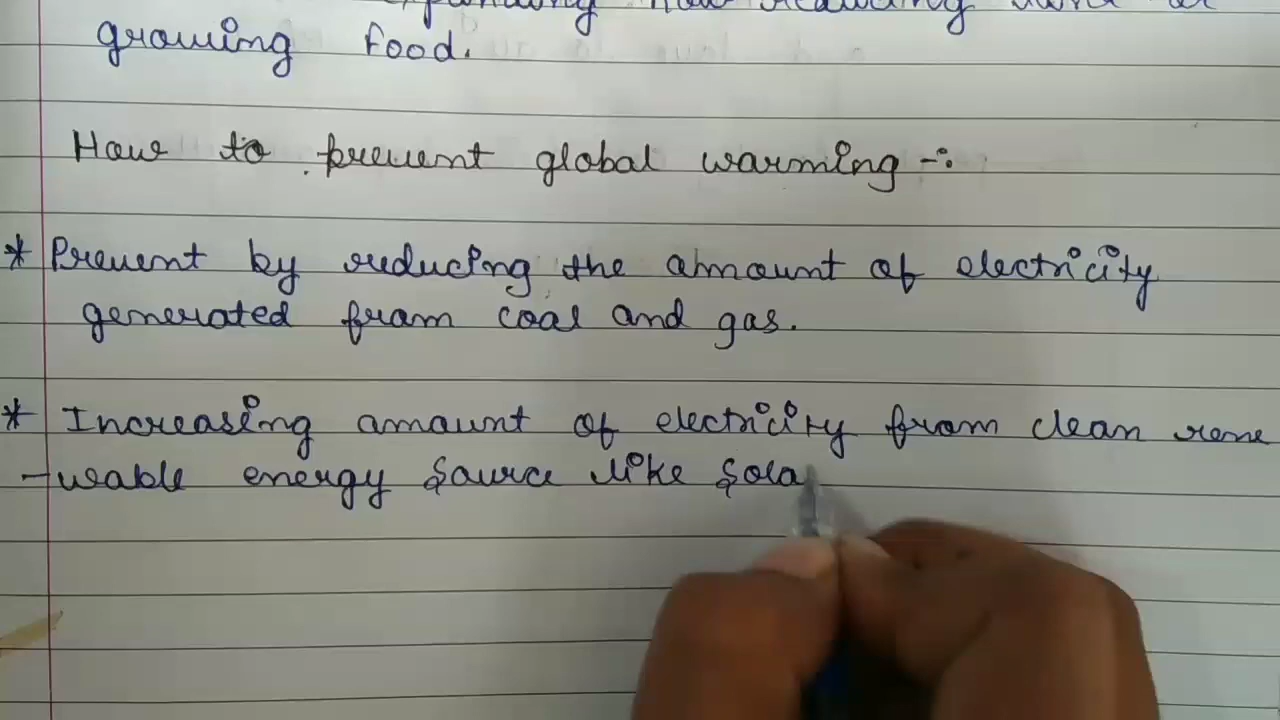 growing food.
How to prevent global warming -:
* Prevent by reducing the amount of electricity
generated from coal and gas.
* Increasing amount of electricity from clean rene
-wable energy source like sola